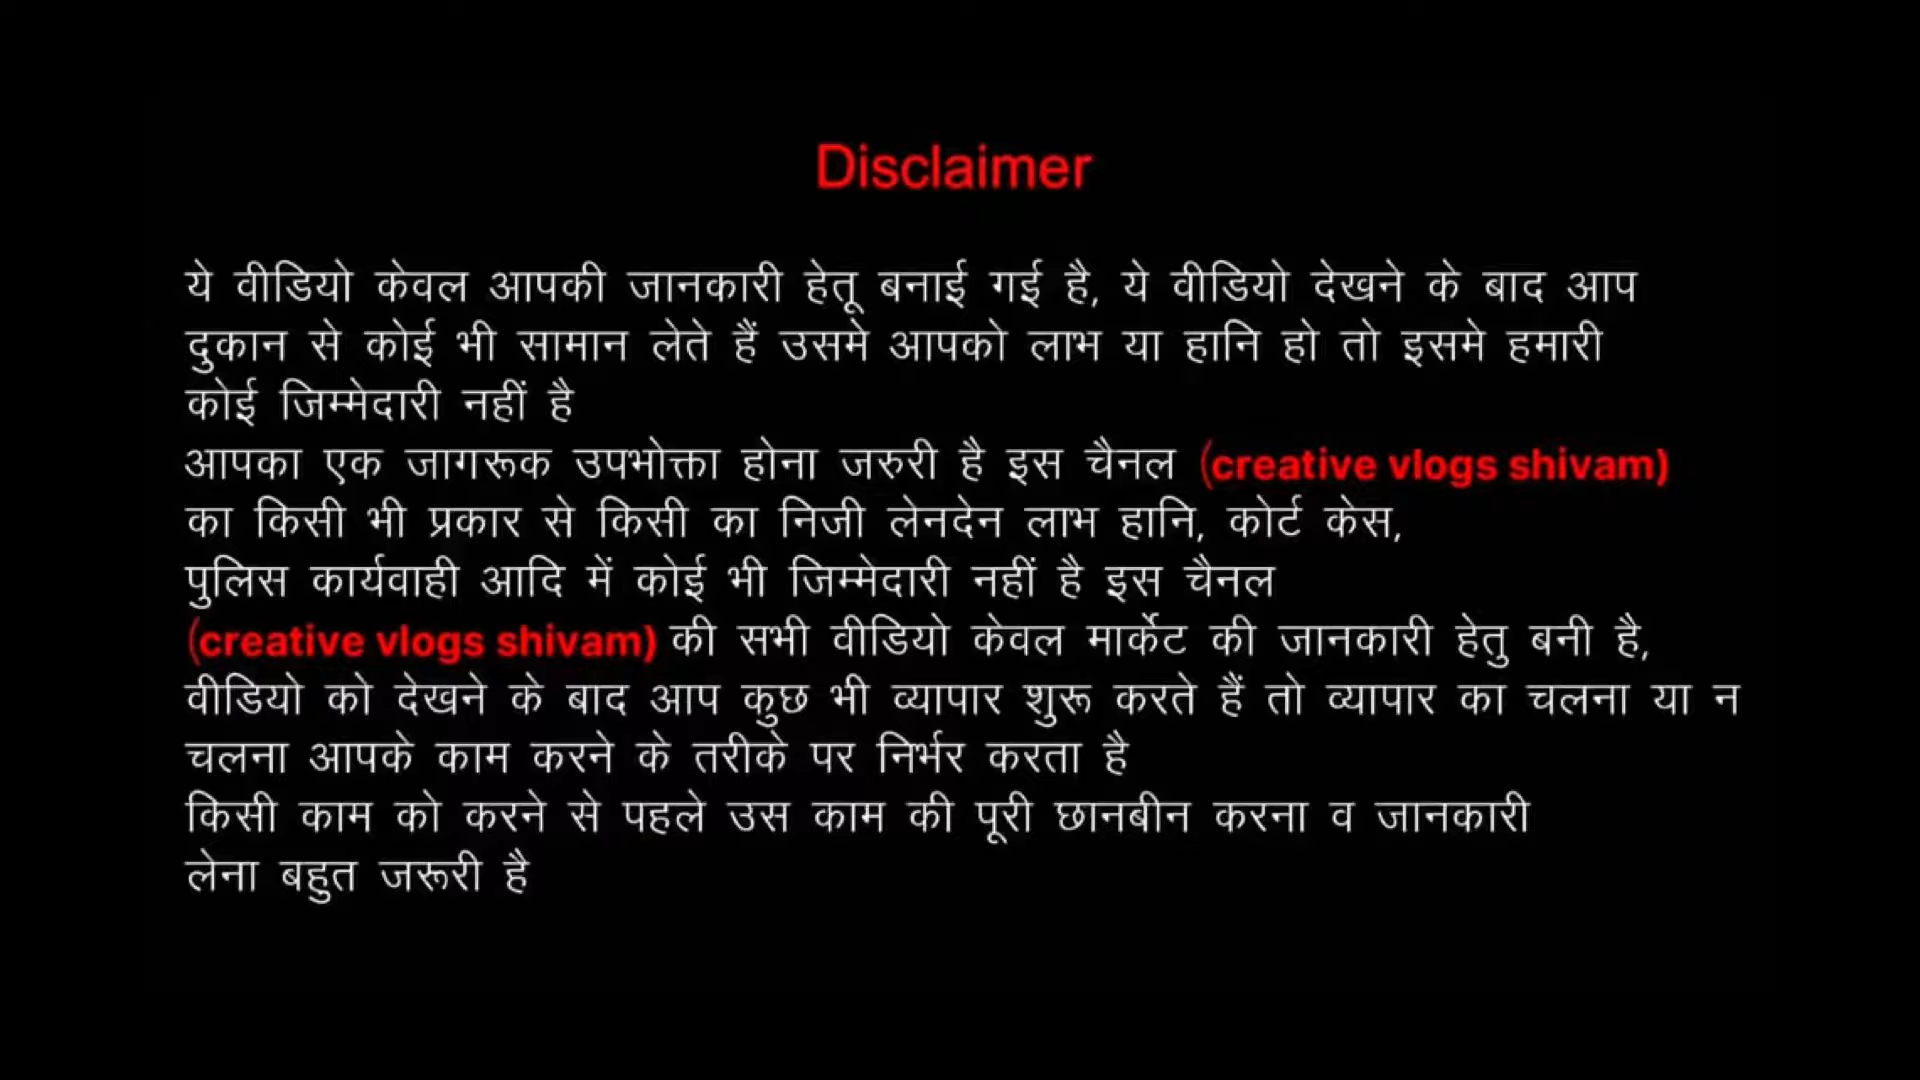 Disclaimer
ये वीडियो केवल आपकी जानकारी हेतू बनाई गई है, ये वीडियो देखने के बाद आप
दुकान से कोई भी सामान लेते हैं उसमे आपको लाभ या हानि हो तो इसमे हमारी
कोई जिम्मेदारी नहीं है
आपका एक जागरूक उपभोक्ता होना जरुरी है इस चैनल (creative vlogs shivam)
का किसी भी प्रकार से किसी का निजी लेनदेन लाभ हानि, कोर्ट केस,
पुलिस कार्यवाही आदि में कोई भी जिम्मेदारी नहीं है इस चैनल
(creative vlogs shivam) की सभी वीडियो केवल मार्केट की जानकारी हेतु बनी है,
वीडियो को देखने के बाद आप कुछ भी व्यापार शुरू करते हैं तो व्यापार का चलना या न
चलना आपके काम करने के तरीके पर निर्भर करता है
किसी काम को करने से पहले उस काम की पूरी छानबीन करना व जानकारी
लेना बहुत जरूरी है